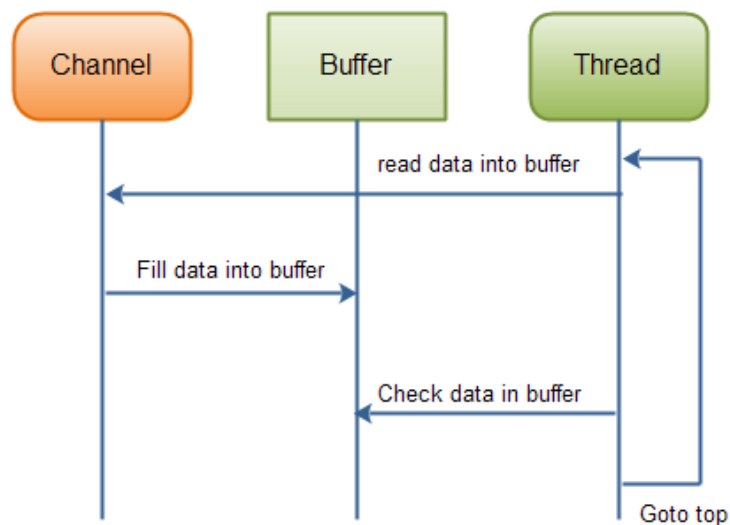 Channel
Buffer
Thread
read data into buffer
Fill data into buffer
Check data in buffer
Goto top